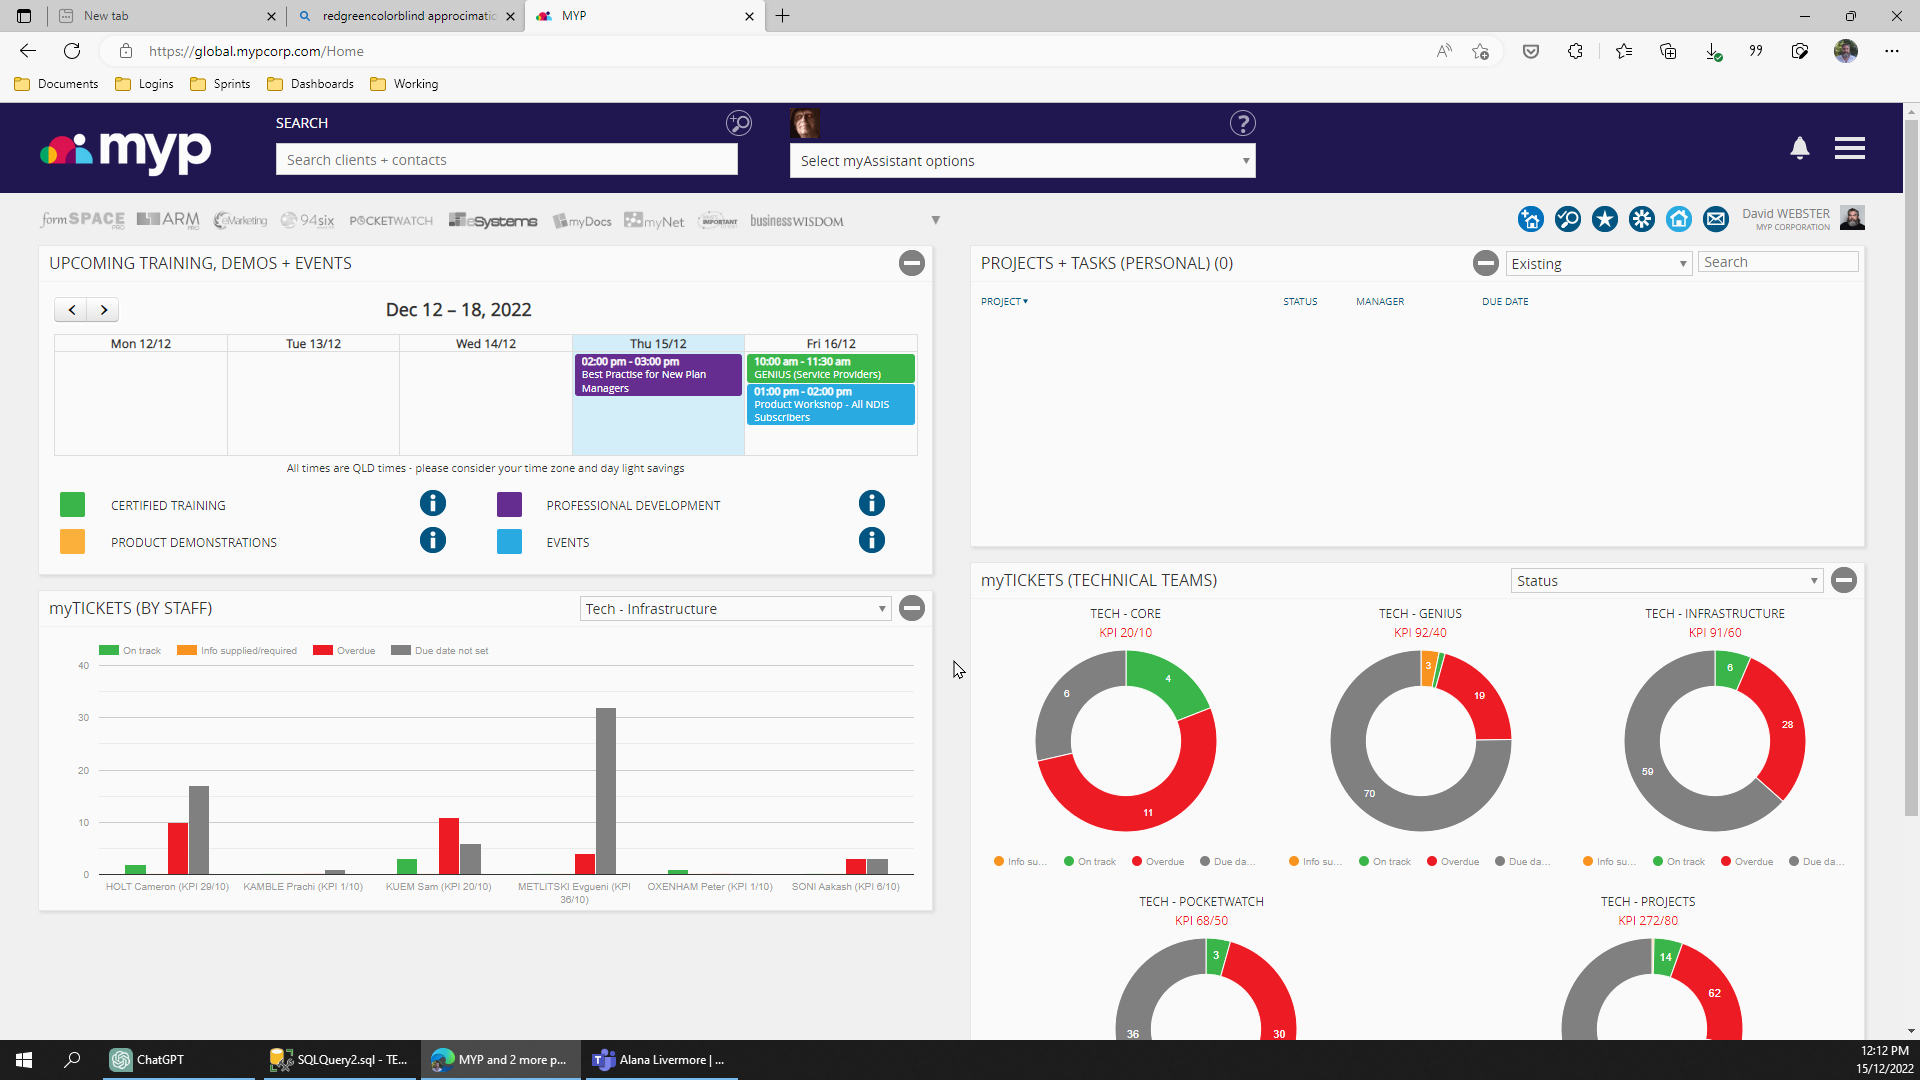 New tab
redgreencolorblind approcimatic
MYP
https://global.mypcorp.com/Home
Documents
Logins
Sprints
Dashboards
Working
myp
SEARCH
Search clients + contacts
?
Select myAssistant options
formSPACE PRO
ARM PRO
eMarketing
94six
POCKETWATCH
eSystems
myDocs
myNet
IMPORTANT
businessWISDOM
David WEBSTER
MYP CORPORATION
UPCOMING TRAINING, DEMOS + EVENTS
Dec 12 – 18, 2022
Mon 12/12
Tue 13/12
Wed 14/12
Thu 15/12
Fri 16/12
02:00 pm - 03:00 pm
Best Practise for New Plan
Managers
10:00 am - 11:30 am
GENIUS (Service Providers)
01:00 pm - 02:00 pm
Product Workshop - All NDIS
Subscribers
All times are QLD times - please consider your time zone and day light savings
CERTIFIED TRAINING
PROFESSIONAL DEVELOPMENT
PRODUCT DEMONSTRATIONS
EVENTS
PROJECTS + TASKS (PERSONAL) (0)
Existing
Search
PROJECT
STATUS
MANAGER
DUE DATE
myTICKETS (BY STAFF)
Tech - Infrastructure
On track
Info supplied/required
Overdue
Due date not set
40
30
20
10
0
HOLT Cameron (KPI 29/10)
KAMBLE Prachi (KPI 1/10)
KUEM Sam (KPI 20/10)
METLITSKI Evgueni (KPI
36/10)
OXENHAM Peter (KPI 1/10)
SONI Aakash (KPI 6/10)
myTICKETS (TECHNICAL TEAMS)
Status
TECH - CORE
KPI 20/10
4
6
11
Info su...
On track
Overdue
Due da...
TECH - GENIUS
KPI 92/40
3
19
70
Info su...
On track
Overdue
Due da...
TECH - INFRASTRUCTURE
KPI 91/60
6
28
59
Info su...
On track
Overdue
Due da...
TECH - POCKETWATCH
KPI 68/50
3
36
30
TECH - PROJECTS
KPI 272/80
14
62
ChatGPT
SQLQuery2.sql - TE...
MYP and 2 more p...
Alana Livermore | ...
12:12 PM
15/12/2022